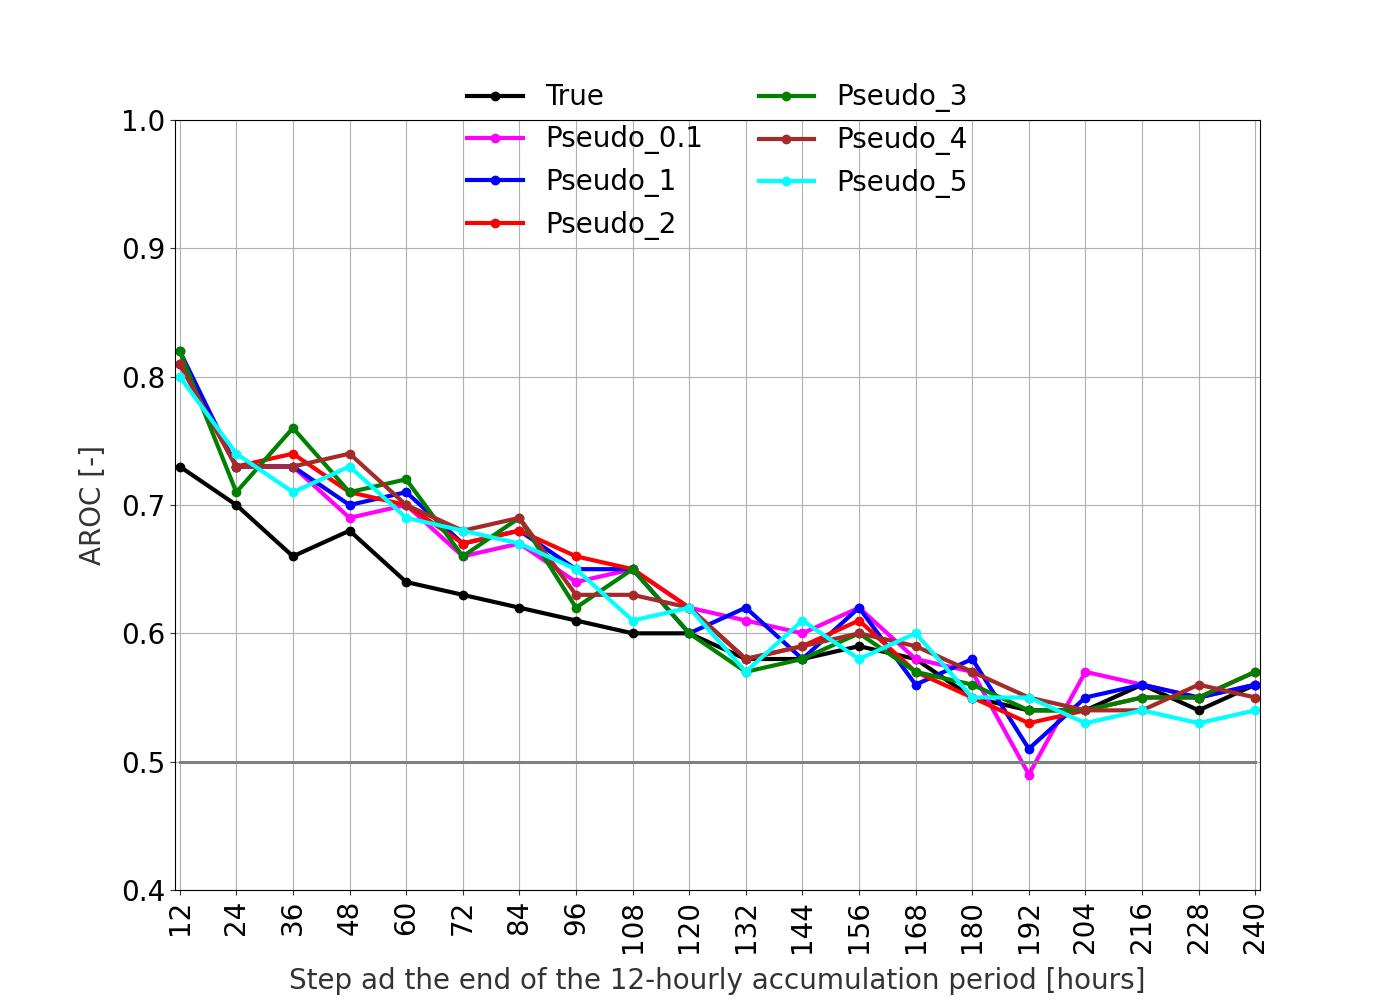 True
Pseudo_0.1
Pseudo_1
Pseudo_2
Pseudo_3
Pseudo_4
Pseudo_5
1.0
0.9
0.8
0.7
0.6
0.5
0.4
AROC [-]
12 24 36 48 60 72 84 96 108 120 132 144 156 168 180 192 204 216 228 240
Step ad the end of the 12-hourly accumulation period [hours]